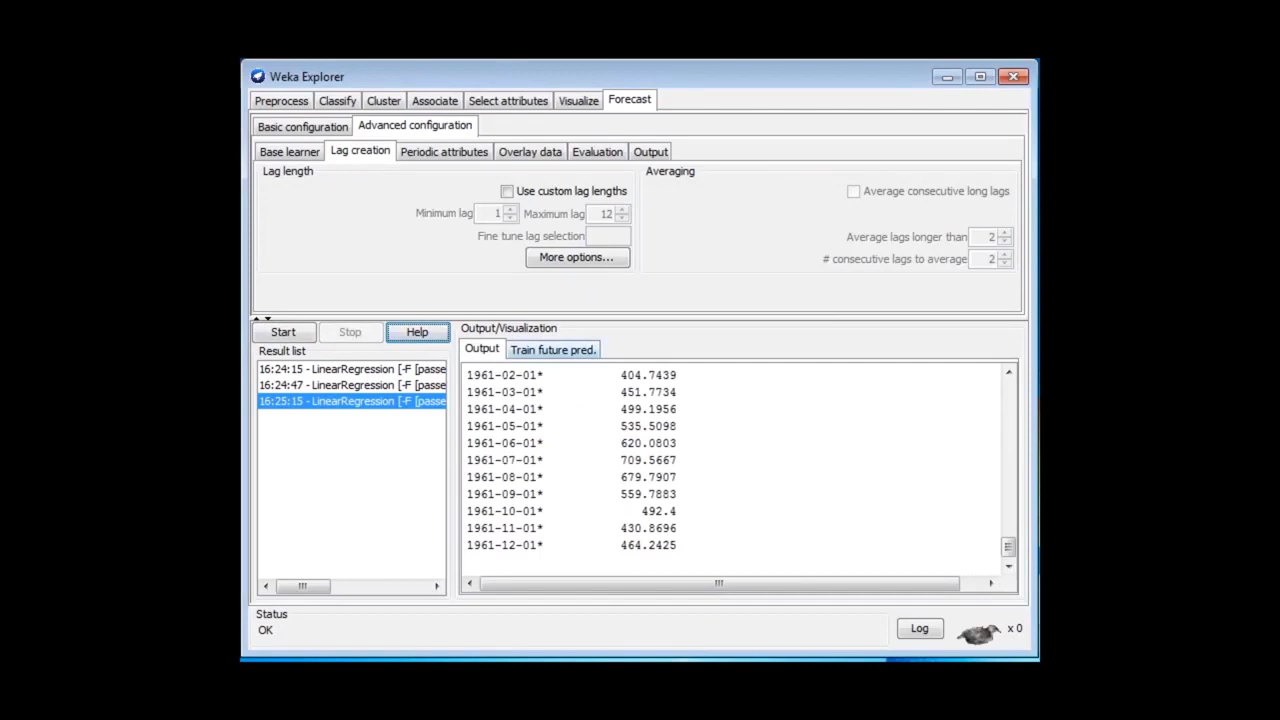 Weka Explorer
Preprocess Classify Cluster Associate Select attributes Visualize Forecast
Basic configuration Advanced configuration
Base learner Lag creation Periodic attributes Overlay data Evaluation Output
Lag length
Use custom lag lengths
Minimum lag 1 Maximum lag 12
Fine tune lag selection
More options...
Averaging
Average consecutive long lags
Average lags longer than 2
# consecutive lags to average 2
Start Stop Help
Result list
16:24:15 - LinearRegression [-F [passe
16:24:47 - LinearRegression [-F [passe
16:25:15 - LinearRegression [-F [passe
Output/Visualization
Output Train future pred.
1961-02-01* 404.7439
1961-03-01* 451.7734
1961-04-01* 499.1956
1961-05-01* 535.5098
1961-06-01* 620.0803
1961-07-01* 709.5667
1961-08-01* 679.7907
1961-09-01* 559.7883
1961-10-01* 492.4
1961-11-01* 430.8696
1961-12-01* 464.2425
Status
OK
Log x 0